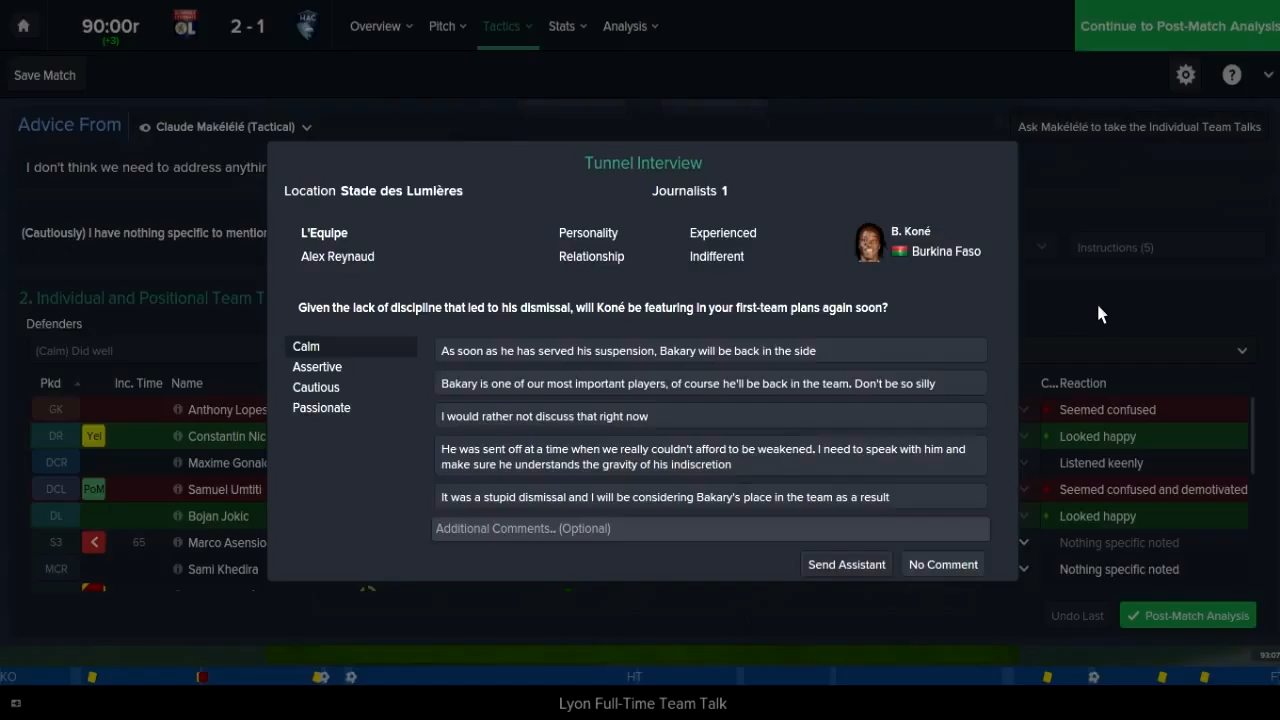 90:00r
(+3)
2 - 1
HAC
Overview
Pitch
Tactics
Stats
Analysis
Continue to Post-Match Analysis
Save Match
?
Advice From
Claude Makélélé (Tactical)
Ask Makélélé to take the Individual Team Talks
I don't think we need to address anythin
Tunnel Interview
Location Stade des Lumières
Journalists 1
(Cautiously) I have nothing specific to mention
L'Equipe
Personality
Experienced
B. Koné
Alex Reynaud
Relationship
Indifferent
Burkina Faso
Instructions (5)
2. Individual and Positional Team T
Given the lack of discipline that led to his dismissal, will Koné be featuring in your first-team plans again soon?
Defenders
(Calm) Did well
Calm
Assertive
Cautious
Passionate
As soon as he has served his suspension, Bakary will be back in the side
Bakary is one of our most important players, of course he'll be back in the team. Don't be so silly
I would rather not discuss that right now
He was sent off at a time when we really couldn't afford to be weakened. I need to speak with him and
make sure he understands the gravity of his indiscretion
It was a stupid dismissal and I will be considering Bakary's place in the team as a result
Additional Comments.. (Optional)
Send Assistant
No Comment
Pkd
Inc. Time
Name
C...
Reaction
GK
Anthony Lopes
Seemed confused
DR
Yel
Constantin Nic
Looked happy
DCR
Maxime Gonal
Listened keenly
DCL
PoM
Samuel Umtiti
Seemed confused and demotivated
DL
Bojan Jokic
Looked happy
S3
65
Marco Asensio
Nothing specific noted
MCR
Sami Khedira
Nothing specific noted
Undo Last
Post-Match Analysis
93:07
KO
HT
Lyon Full-Time Team Talk